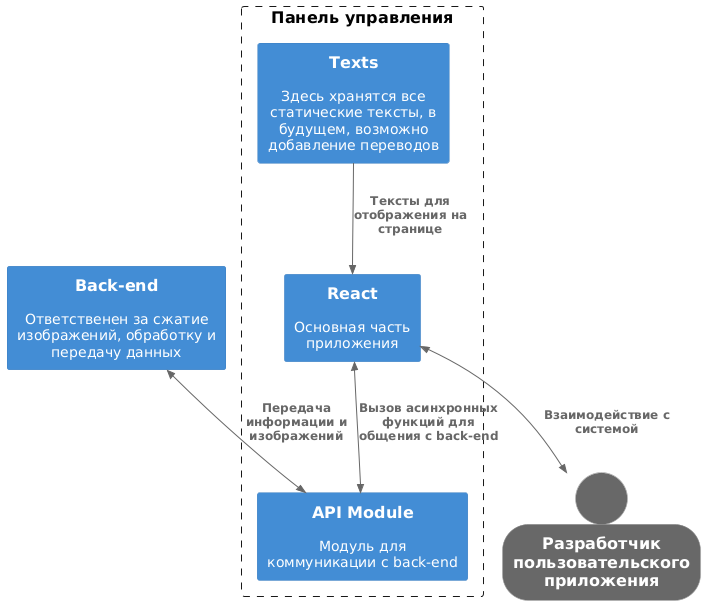 Панель управления
Texts
Здесь хранятся все
статические тексты, в
будущем, возможно
добавление переводов
Тексты для
отображения на
странице
Back-end
Ответственен за сжатие
изображений, обработку и
передачу данных
React
Основная часть
приложения
Передача
информации и
изображений
Вызов асинхронных
функций для
общения с back-end
Взаимодействие с
системой
API Module
Модуль для
коммуникации с back-end
Разработчик
пользовательского
приложения